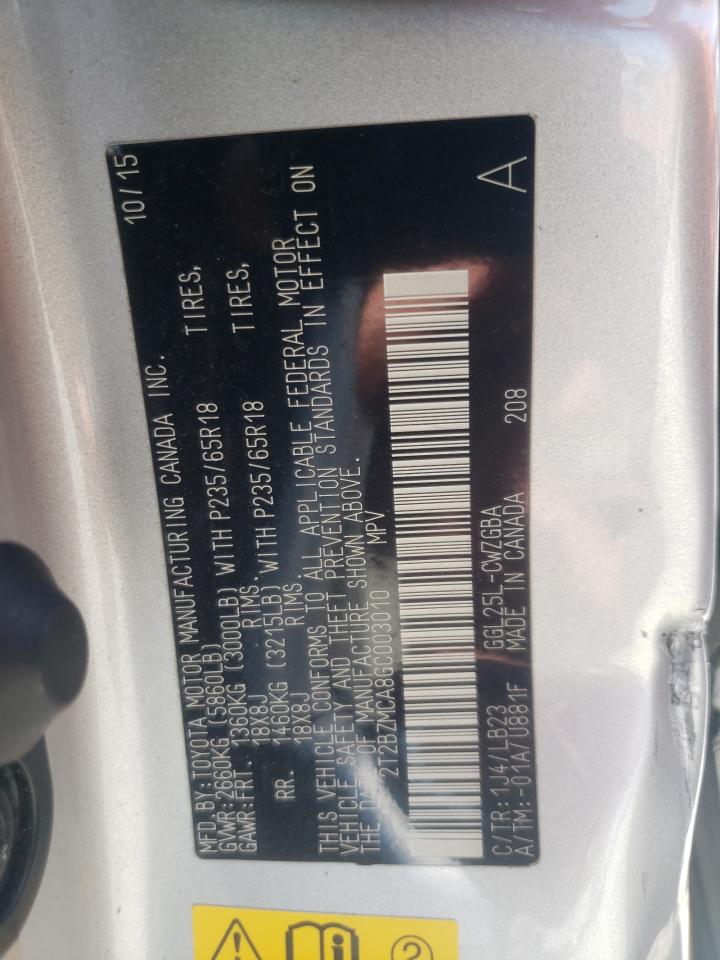 MFD.BY:TOYOTA MOTOR MANUFACTURING CANADA INC. 10/15
GVWR:2660KG (5860LB)
GAWR:FRT. 1360KG (3000LB) WITH P235/65R18 TIRES,
18X8J RIMS.
RR. 1460KG (3215LB) WITH P235/65R18 TIRES,
18X8J RIMS.
THIS VEHICLE CONFORMS TO ALL APPLICABLE FEDERAL MOTOR
VEHICLE SAFETY AND THEFT PREVENTION STANDARDS IN EFFECT ON
THE DATE OF MANUFACTURE SHOWN ABOVE.
2T2BZMCA8GC003010 MPV
A
C/TR:1J4/LB23 GGL25L-CWZGBA
A/TM:-01A/U881F MADE IN CANADA 208